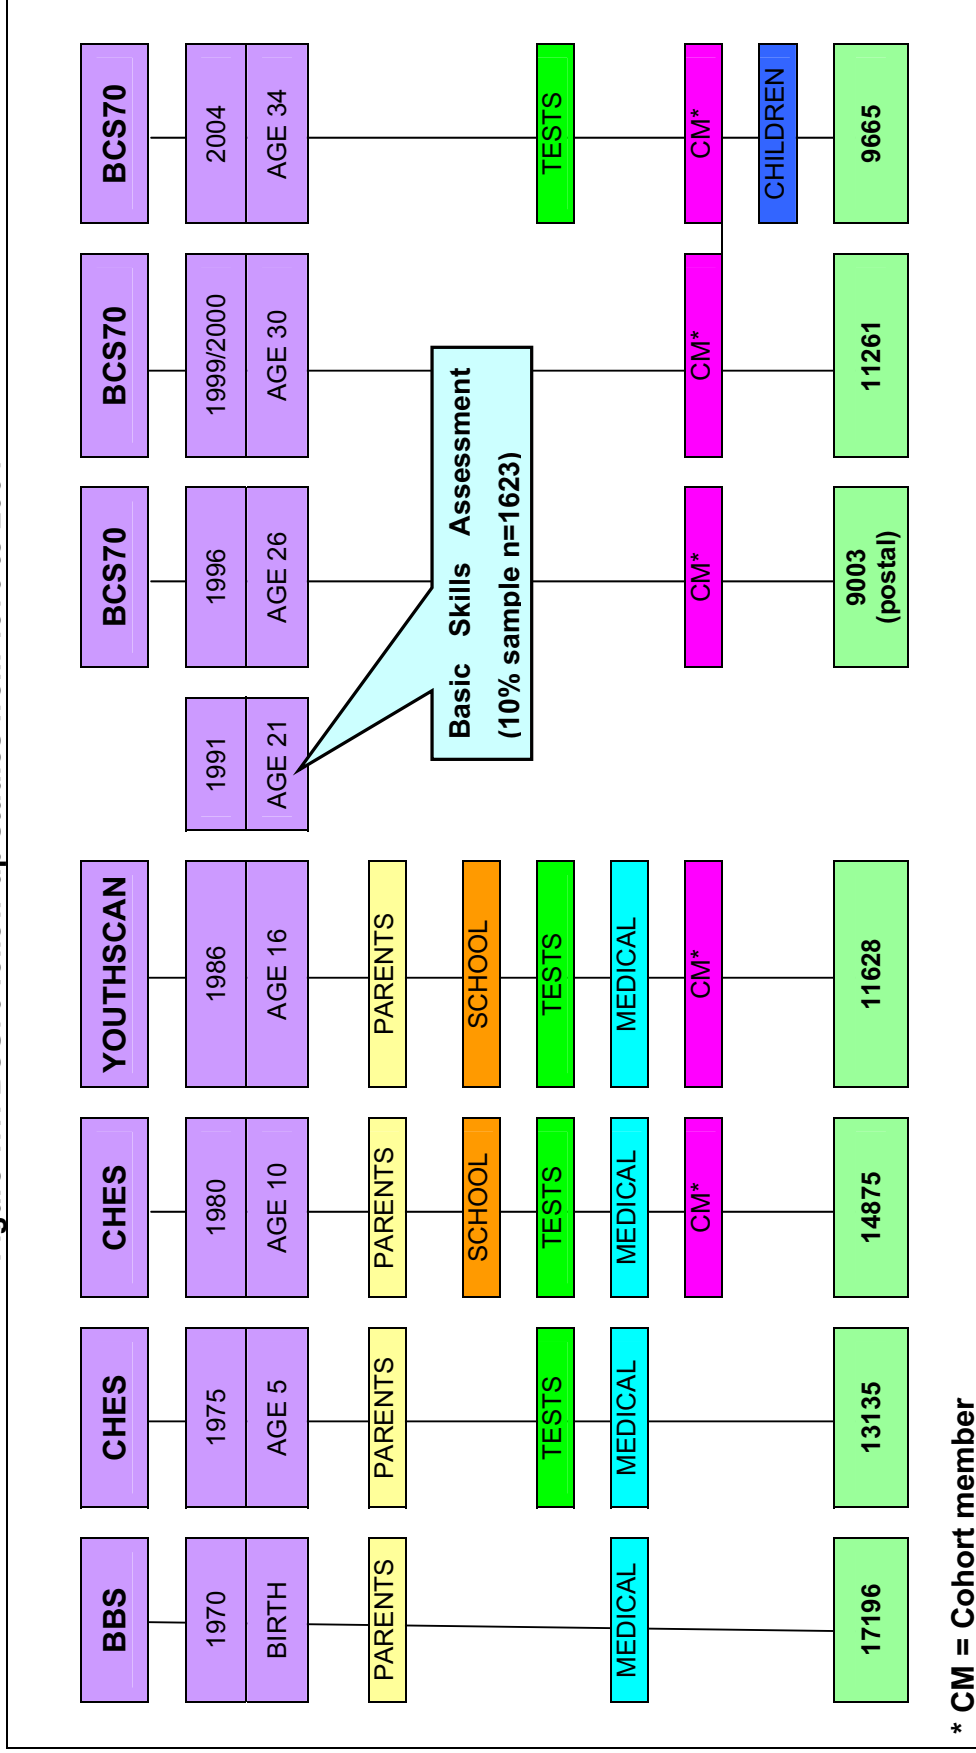 BBS
CHES
CHES
YOUTHSCAN
BCS70
BCS70
BCS70
1970
1975
1980
1986
1991
1996
1999/2000
2004
BIRTH
AGE 5
AGE 10
AGE 16
AGE 21
AGE 26
AGE 30
AGE 34
PARENTS
PARENTS
PARENTS
PARENTS
Basic Skills Assessment
(10% sample n=1623)
SCHOOL
SCHOOL
TESTS
TESTS
TESTS
TESTS
MEDICAL
MEDICAL
MEDICAL
MEDICAL
CM*
CM*
CM*
CM*
CM*
CHILDREN
17196
13135
14875
11628
9003
(postal)
11261
9665
* CM = Cohort member